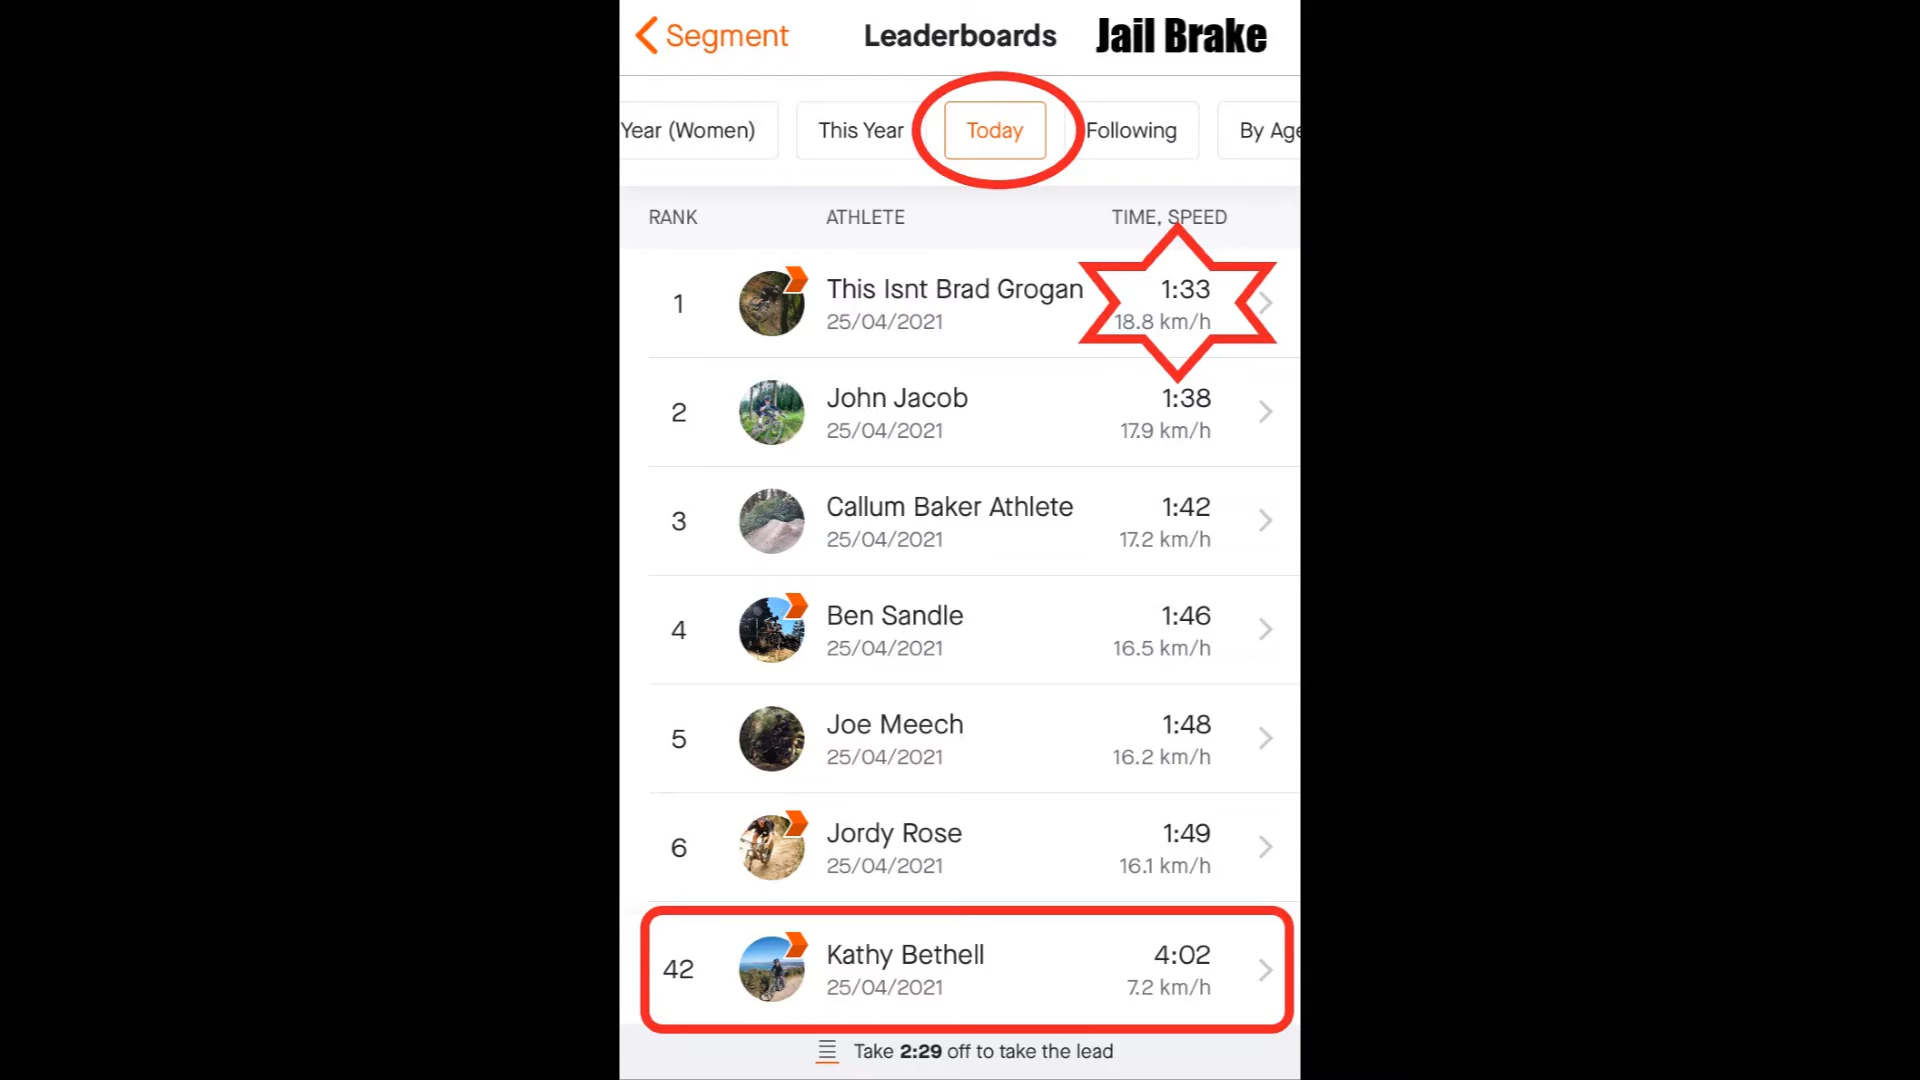 Segment Leaderboards Jail Brake
Year (Women) This Year Today Following By Age
RANK ATHLETE TIME, SPEED
1 This Isnt Brad Grogan 1:33
25/04/2021 18.8 km/h
2 John Jacob 1:38
25/04/2021 17.9 km/h
3 Callum Baker Athlete 1:42
25/04/2021 17.2 km/h
4 Ben Sandle 1:46
25/04/2021 16.5 km/h
5 Joe Meech 1:48
25/04/2021 16.2 km/h
6 Jordy Rose 1:49
25/04/2021 16.1 km/h
42 Kathy Bethell 4:02
25/04/2021 7.2 km/h
Take 2:29 off to take the lead